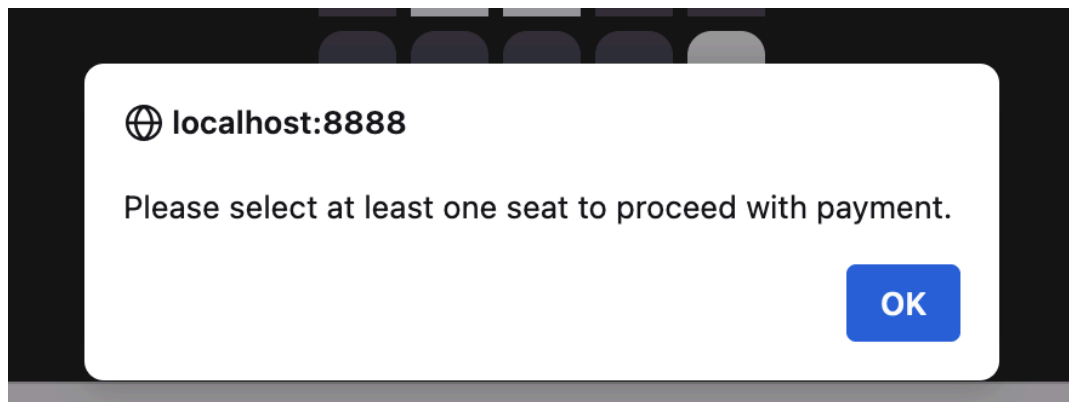 localhost:8888
Please select at least one seat to proceed with payment.
OK